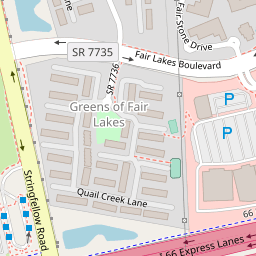 Fair Stone Drive
SR 7735
Fair Lakes Boulevard
SR 7736
Greens of Fair
Lakes
P
P
Stringfellow Road
Quail Creek Lane
66
I 66 Express Lanes